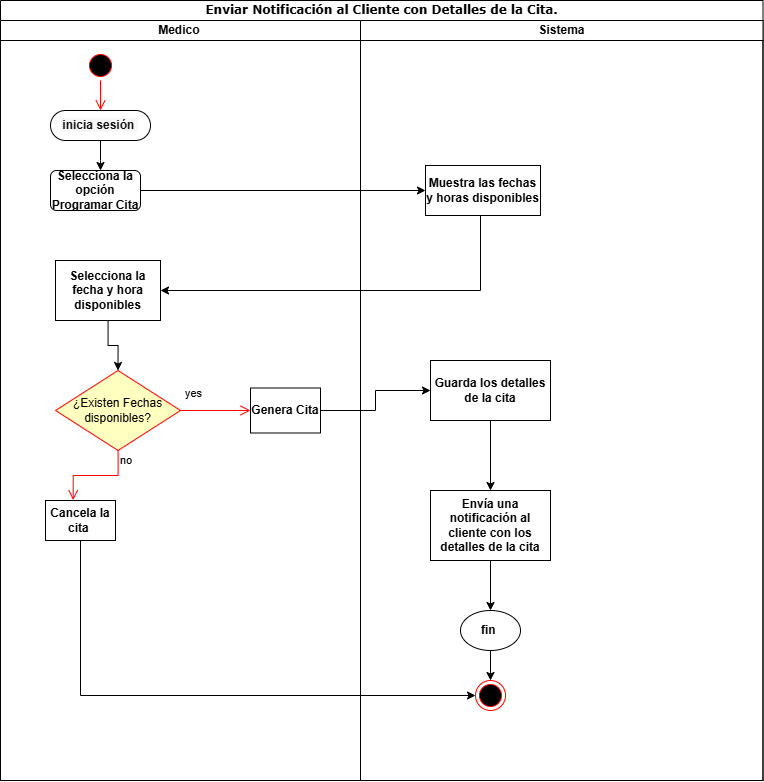 Enviar Notificación al Cliente con Detalles de la Cita.
Medico
Sistema
inicia sesión
Selecciona la
opción
Programar Cita
Muestra las fechas
y horas disponibles
Selecciona la
fecha y hora
disponibles
¿Existen Fechas
disponibles?
yes
Genera Cita
Guarda los detalles
de la cita
no
Cancela la
cita
Envía una
notificación al
cliente con los
detalles de la cita
fin